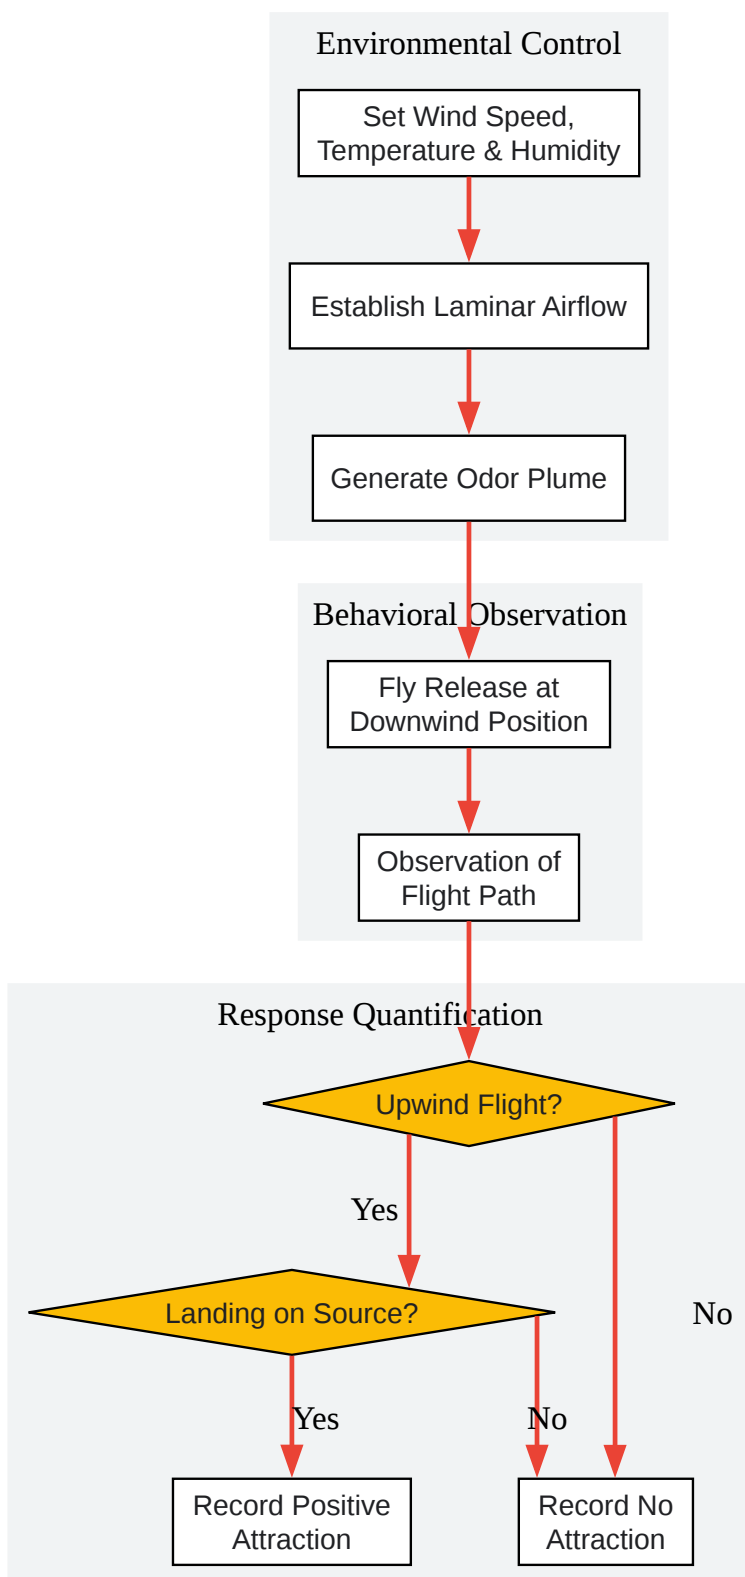 Environmental Control
Set Wind Speed,
Temperature & Humidity
Establish Laminar Airflow
Generate Odor Plume
Behavioral Observation
Fly Release at
Downwind Position
Observation of
Flight Path
Response Quantification
Upwind Flight?
Yes
Landing on Source?
No
Yes
No
Record Positive
Attraction
Record No
Attraction